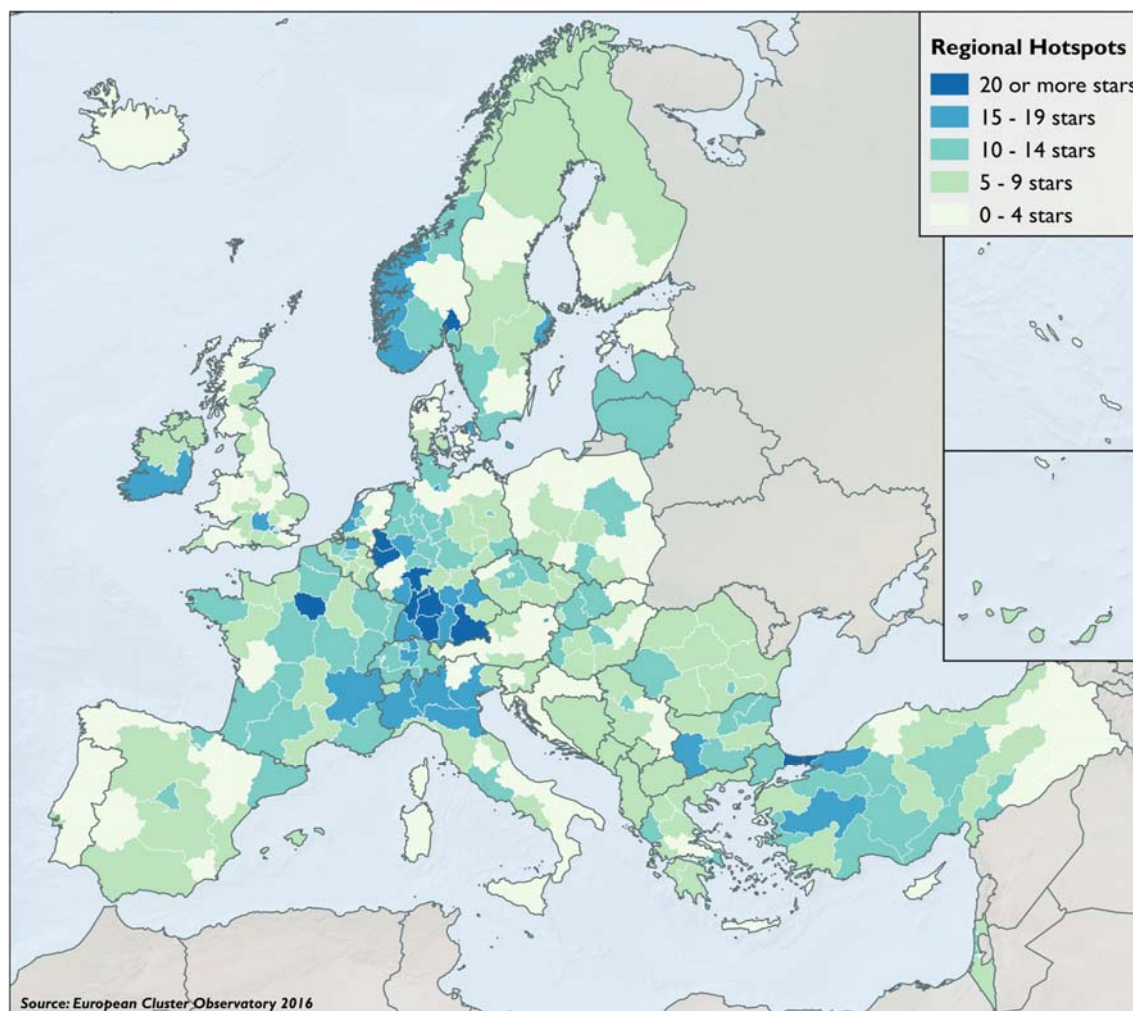 Regional Hotspots
20 or more stars
15 - 19 stars
10 - 14 stars
5 - 9 stars
0 - 4 stars
Source: European Cluster Observatory 2016